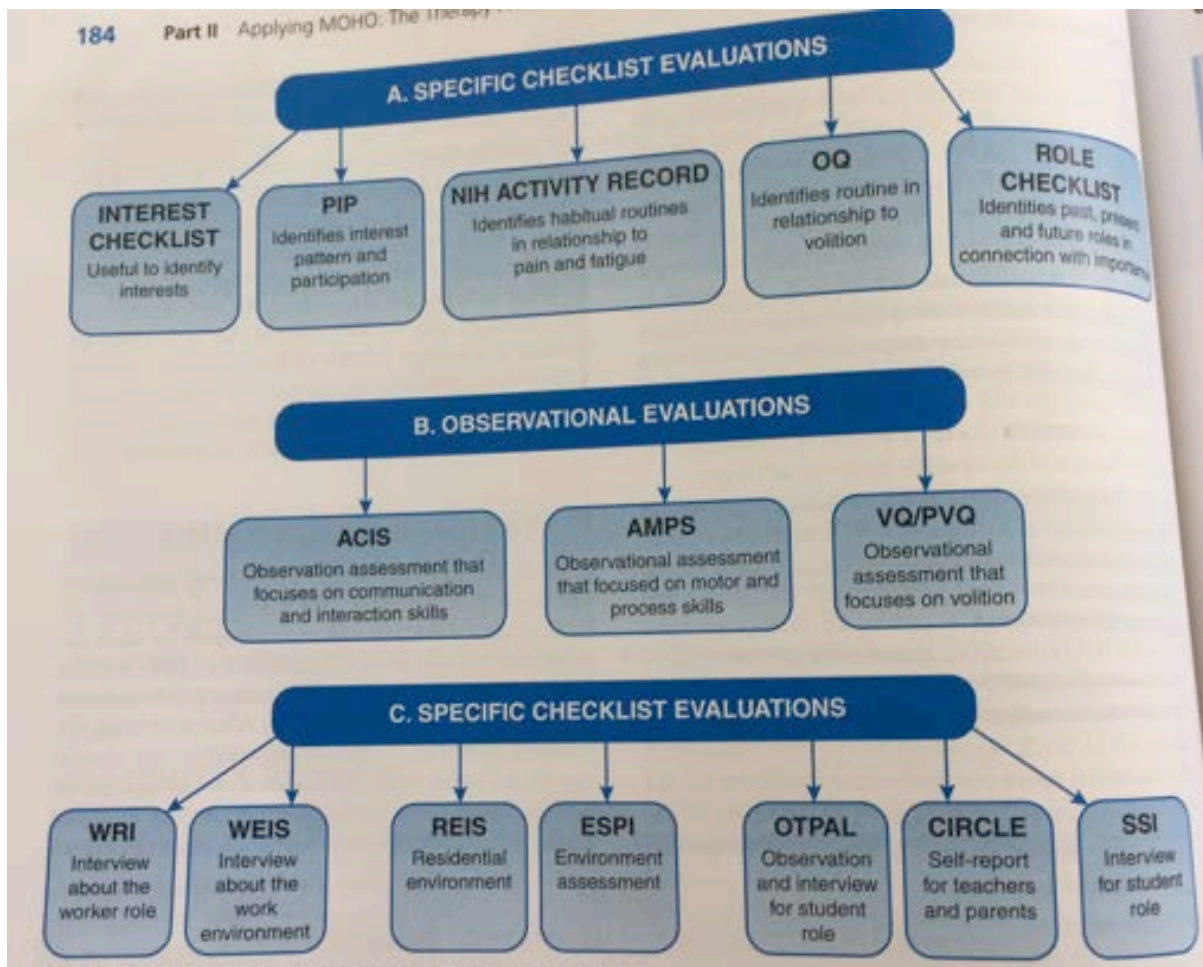 184 Part II Applying MOHO: The Therapy
A. SPECIFIC CHECKLIST EVALUATIONS
INTEREST
CHECKLIST
Useful to identify
interests
PIP
Identifies interest
pattern and
participation
NIH ACTIVITY RECORD
Identifies habitual routines
in relationship to
pain and fatigue
OQ
Identifies routine in
relationship to
volition
ROLE
CHECKLIST
Identities past, present
and future roles in
connection with importance
B. OBSERVATIONAL EVALUATIONS
ACIS
Observation assessment that
focuses on communication
and interaction skills
AMPS
Observational assessment
that focused on motor and
process skills
VQ/PVQ
Observational
assessment that
focuses on volition
C. SPECIFIC CHECKLIST EVALUATIONS
WRI
Interview
about the
worker role
WEIS
Interview
about the
work
environment
REIS
Residential
environment
ESPI
Environment
assessment
OTPAL
Observation
and interview
for student
role
CIRCLE
Self-report
for teachers
and parents
SSI
Interview
for student
role